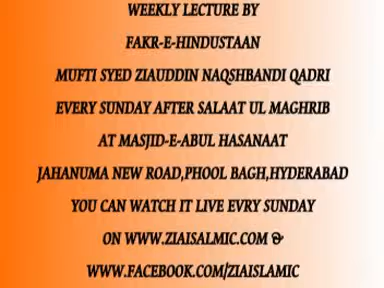 WEEKLY LECTURE BY
FAKR-E-HINDUSTAAN
MUFTI SYED ZIAUDDIN NAQSHBANDI QADRI
EVERY SUNDAY AFTER SALAAT UL MAGHRIB
AT MASJID-E-ABUL HASANAAT
JAHANUMA NEW ROAD,PHOOL BAGH,HYDERABAD
YOU CAN WATCH IT LIVE EVRY SUNDAY
ON WWW.ZIAISALMIC.COM &
WWW.FACEBOOK.COM/ZIAISLAMIC